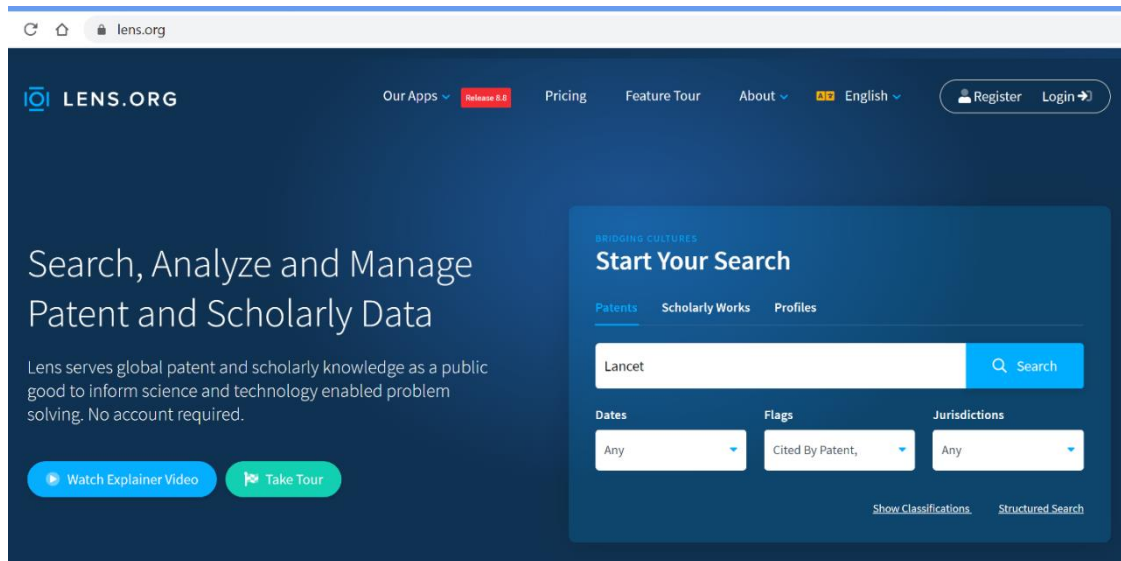 lens.org
LENS.ORG
Our Apps Release 8.8 Pricing Feature Tour About English Register Login
Search, Analyze and Manage
Patent and Scholarly Data
Lens serves global patent and scholarly knowledge as a public
good to inform science and technology enabled problem
solving. No account required.
Watch Explainer Video Take Tour
BRIDGING CULTURES
Start Your Search
Patents Scholarly Works Profiles
Lancet Search
Dates Flags Jurisdictions
Any Cited By Patent, Any
Show Classifications Structured Search